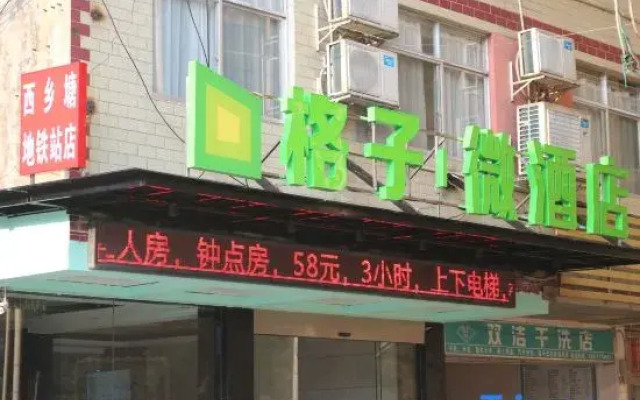 西乡塘
地铁站店
格子·微酒店
人房，钟点房，58元，3小时，上下电梯，
双洁干洗店